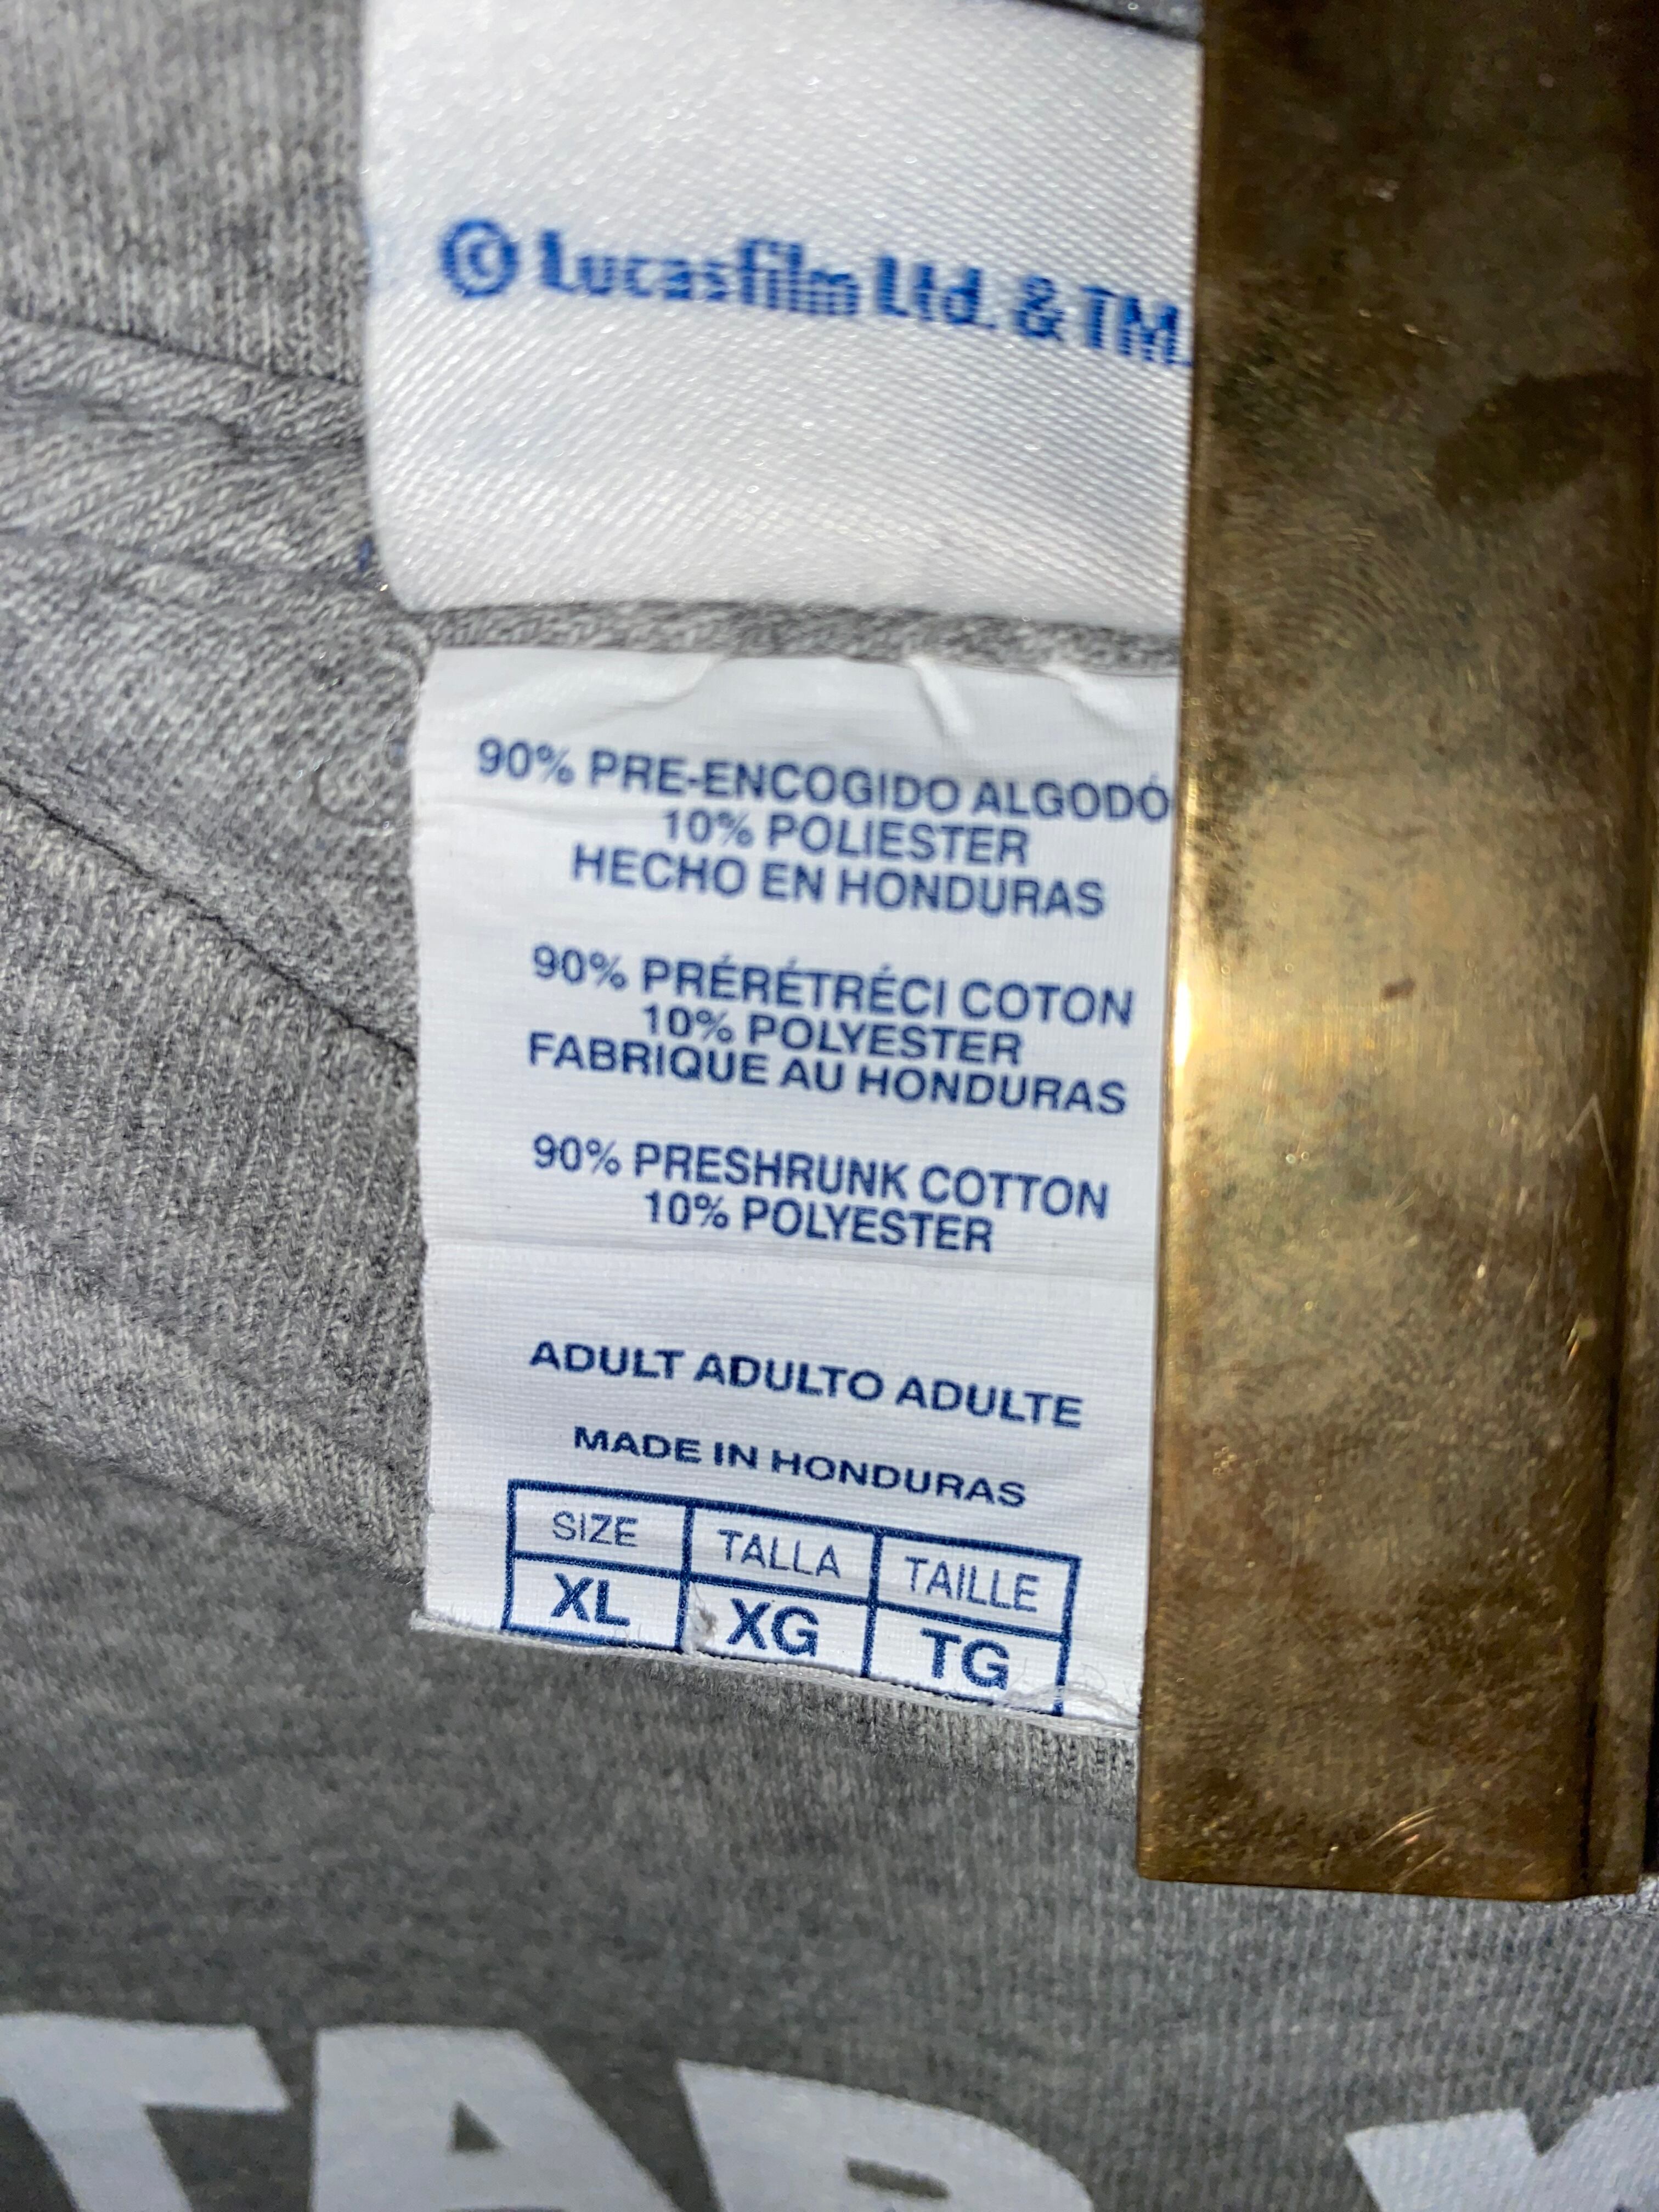 © Lucasfilm Ltd. & TM.
90% PRE-ENCOGIDO ALGODÓ
10% POLIESTER
HECHO EN HONDURAS
90% PRÉRÉTRÉCI COTON
10% POLYESTER
FABRIQUE AU HONDURAS
90% PRESHRUNK COTTON
10% POLYESTER
ADULT ADULTO ADULTE
MADE IN HONDURAS
SIZE TALLA TAILLE
XL XG TG
TAR